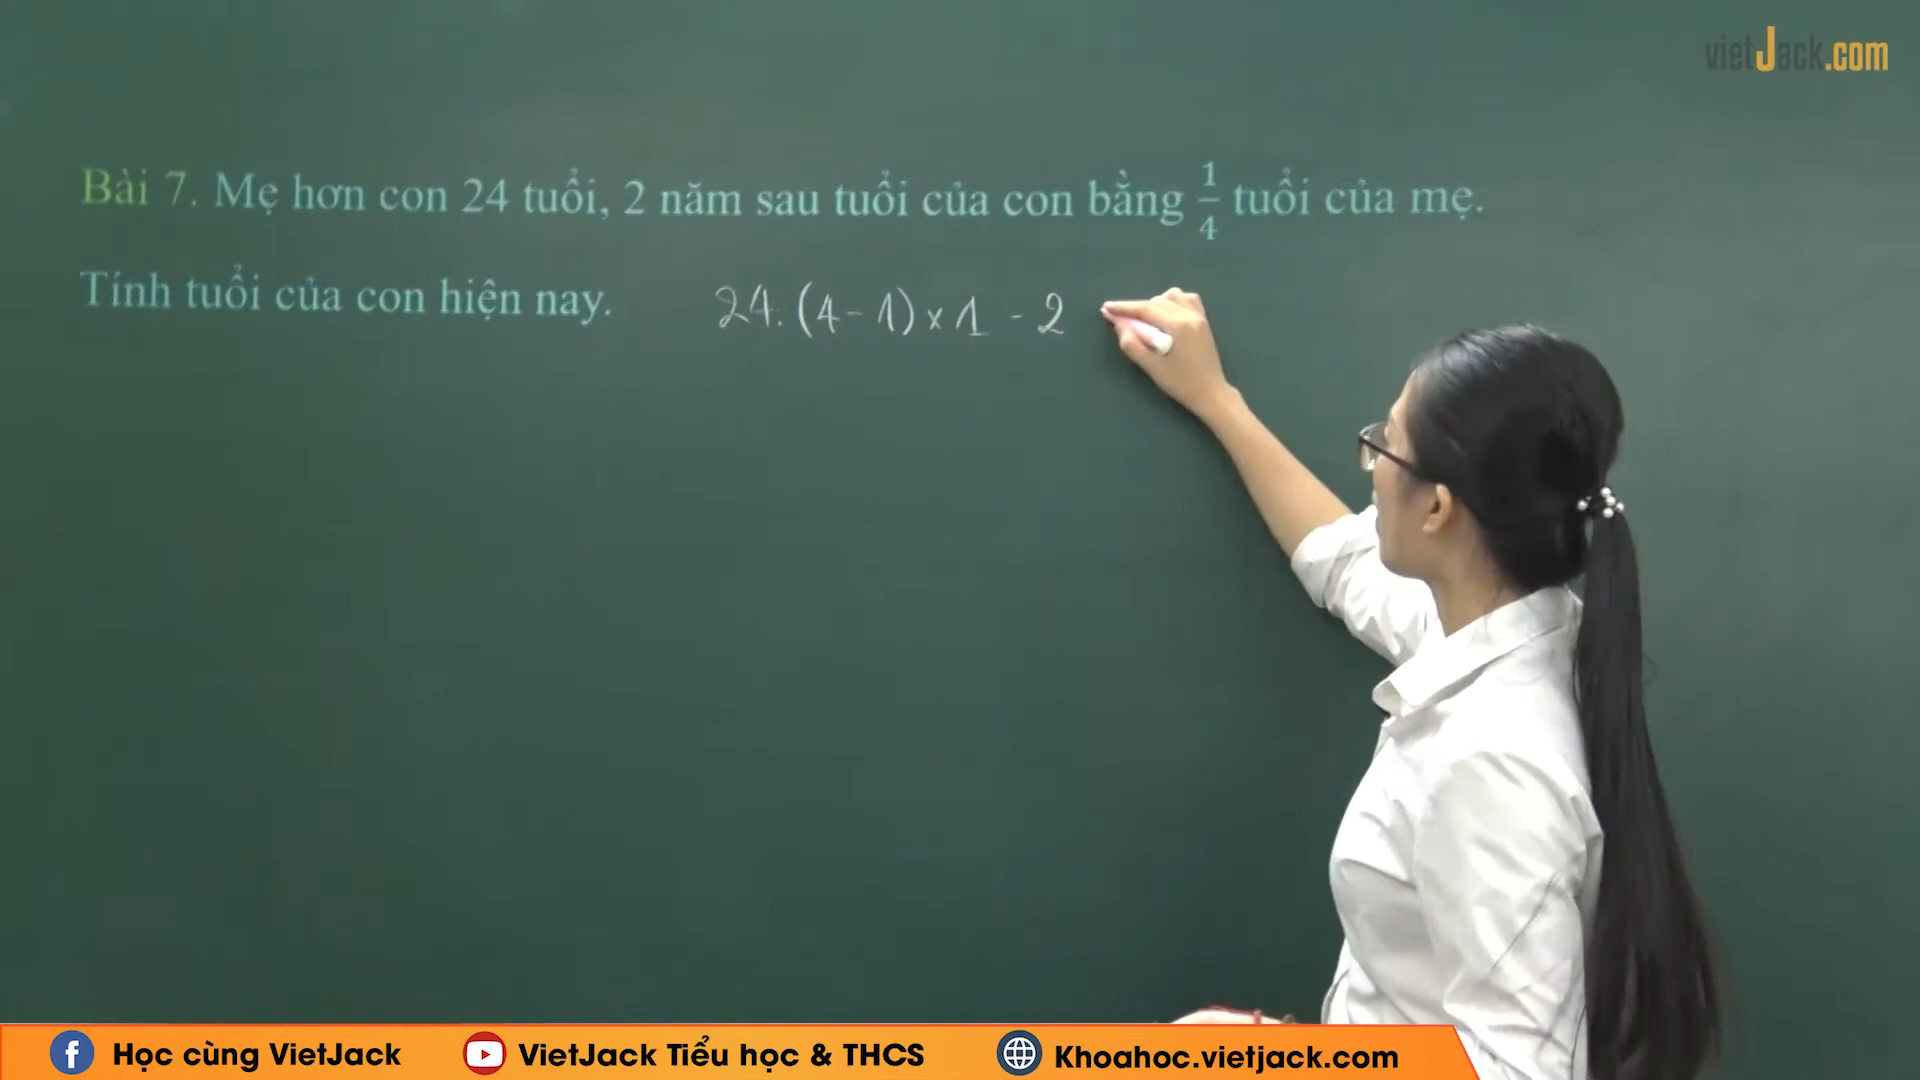 vietJack.com
Bài 7. Mẹ hơn con 24 tuổi, 2 năm sau tuổi của con bằng 1/4 tuổi của mẹ.
Tính tuổi của con hiện nay.
24:(4-1)x1-2
Học cùng VietJack
VietJack Tiểu học & THCS
Khoahoc.vietjack.com